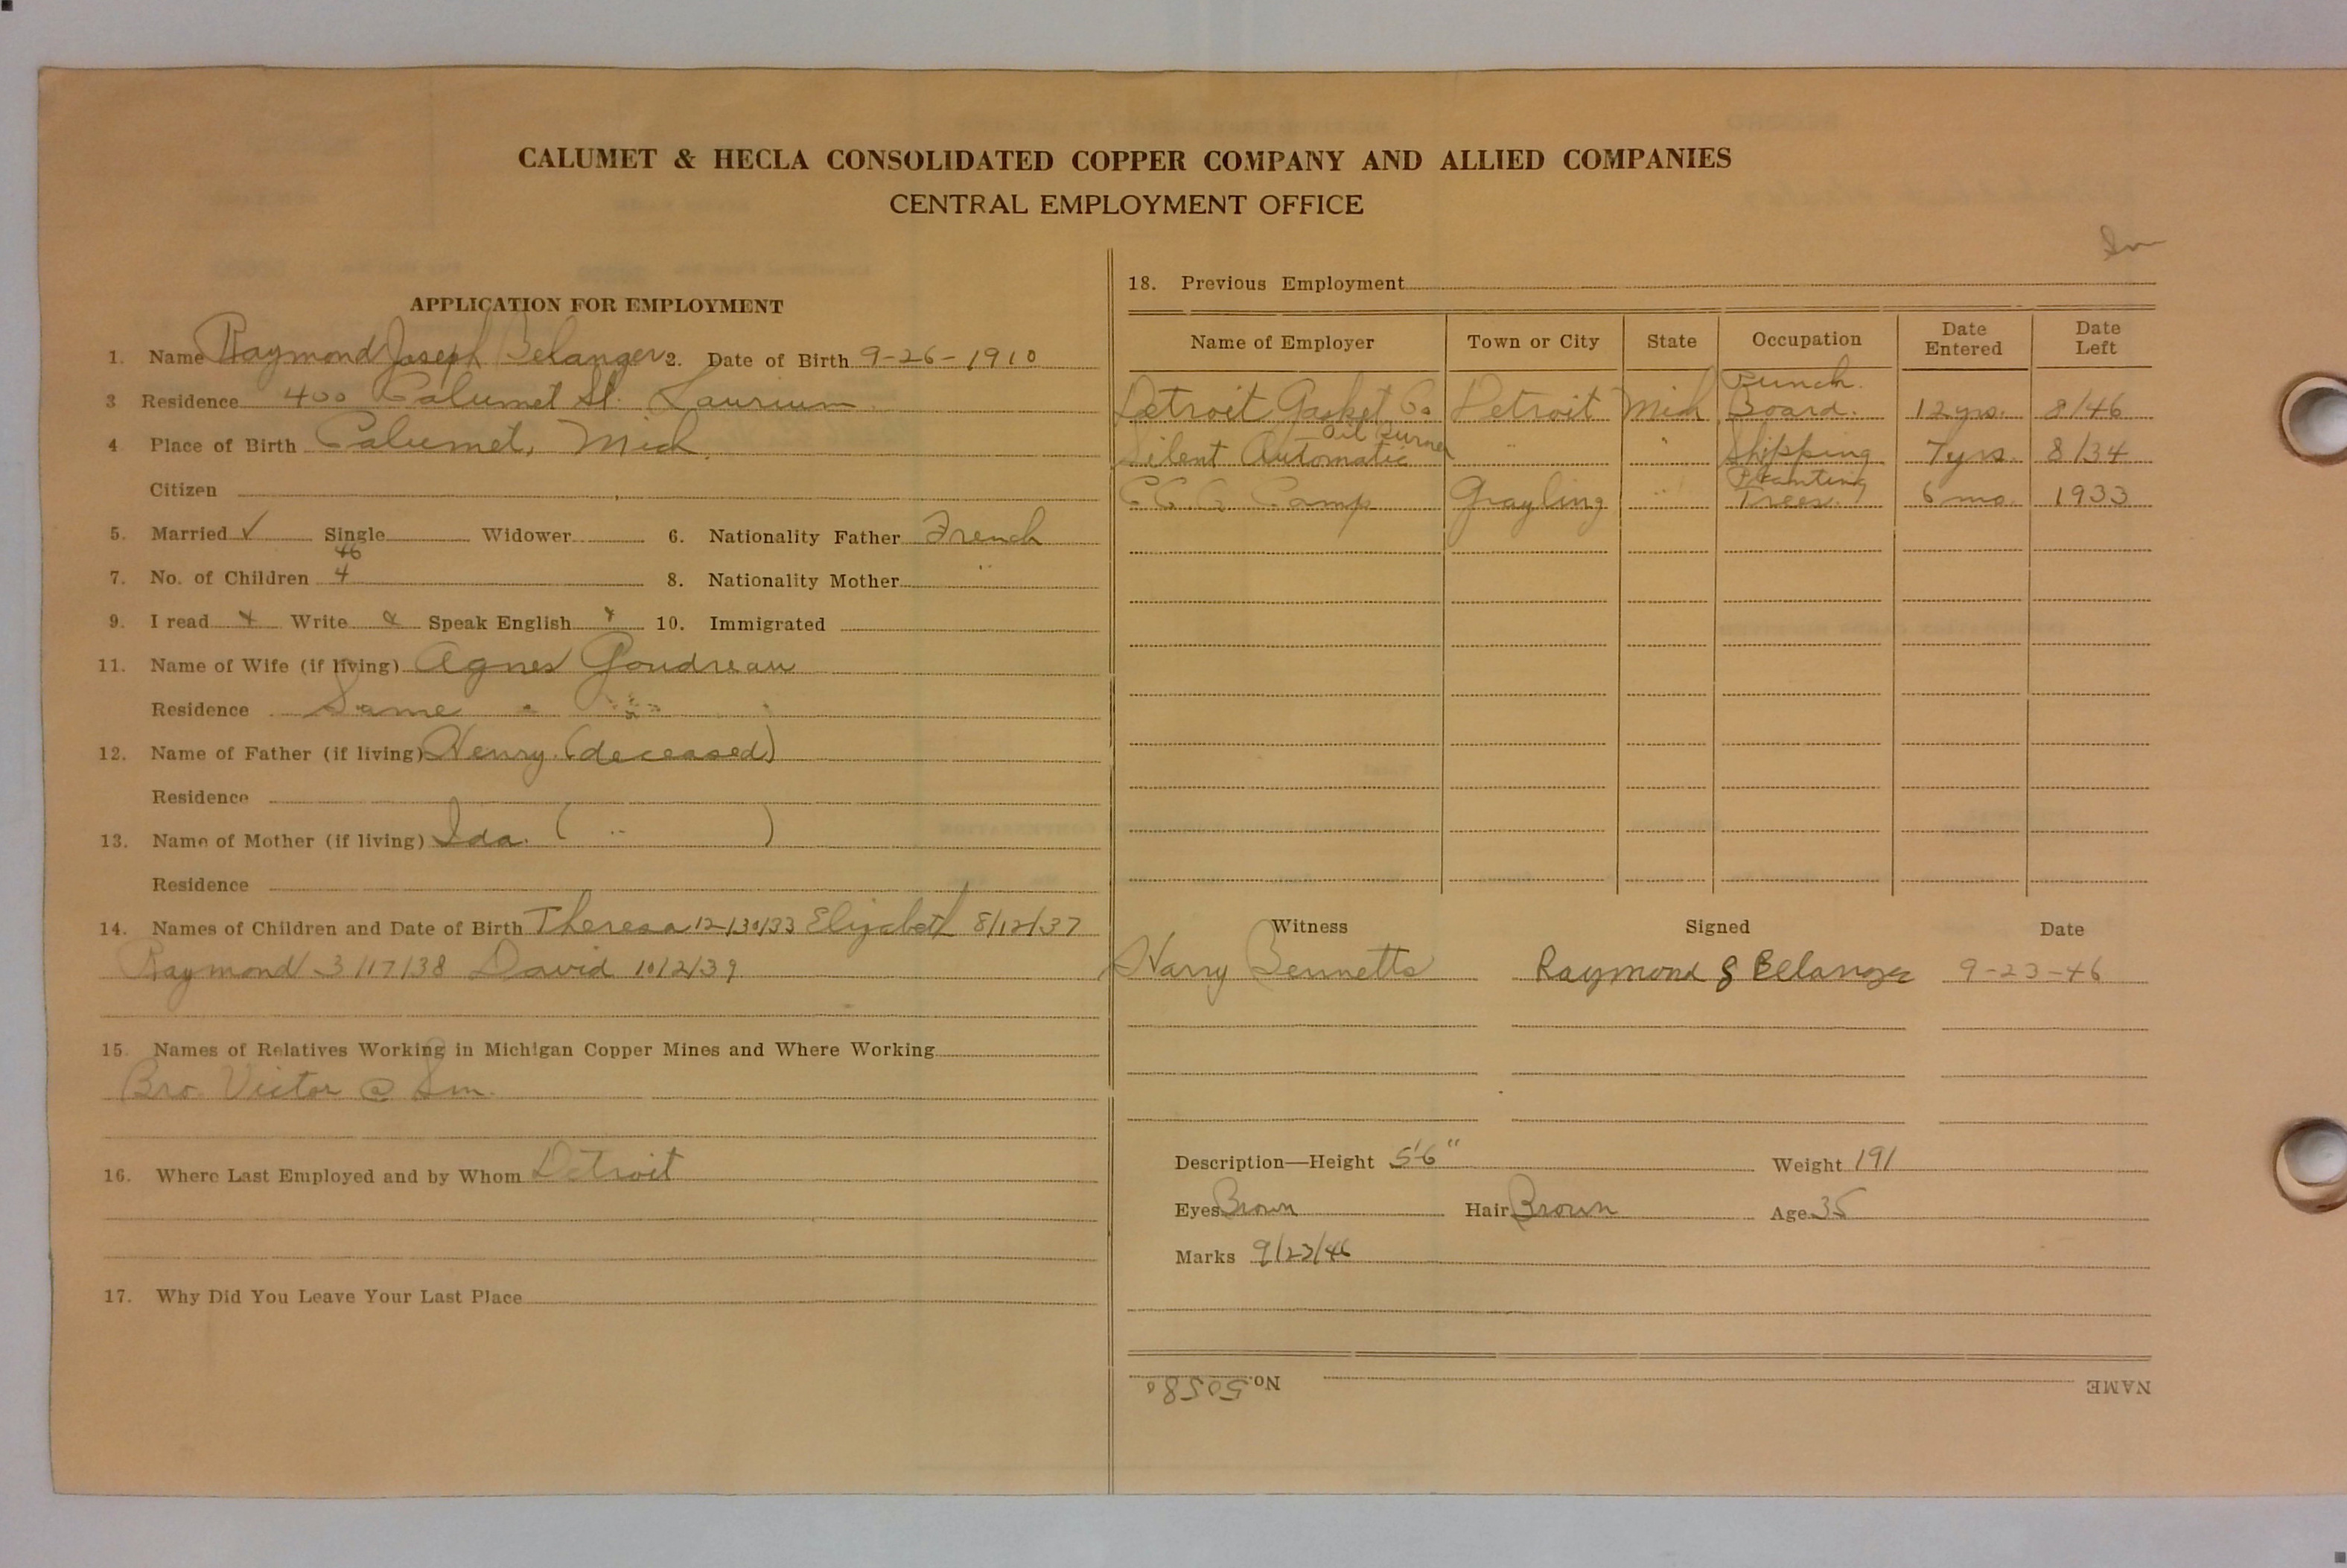 CALUMET & HECLA CONSOLIDATED COPPER COMPANY AND ALLIED COMPANIES
CENTRAL EMPLOYMENT OFFICE
APPLICATION FOR EMPLOYMENT
1. Name Raymond Joseph Belanger 2. Date of Birth 9-26-1910
3 Residence 400 Calumet St. Laurium
4 Place of Birth Calumet, Mich.
Citizen
5. Married ✓ Single Widower 6. Nationality Father French
46
7. No. of Children 4 8. Nationality Mother "
9. I read x Write x Speak English x 10. Immigrated
11. Name of Wife (if living) Agnes Goudreau
Residence Same
12. Name of Father (if living) Henry. (deceased)
Residence
13. Name of Mother (if living) Ida. ( " )
Residence
14. Names of Children and Date of Birth Theresa 12/30/33 Elizabeth 8/12/37
Raymond 3/17/38 David 10/2/39
15. Names of Relatives Working in Michigan Copper Mines and Where Working
Bro. Victor @ Sm.
16. Where Last Employed and by Whom Detroit
17. Why Did You Leave Your Last Place
Sm
18. Previous Employment
Name of Employer Town or City State Occupation Date Entered Date Left
Detroit Gasket Co Detroit Mich Punch Board. 12 yrs. 8/46
Silent Automatic Oil Burner " " Shipping 7 yrs. 8/34
C.C.C. Camp Grayling " Planting Trees. 6 mo. 1933
Witness Signed Date
Harry Bennetts Raymond J Belanger 9-23-46
Description—Height 5'6" Weight 191
Eyes Brown Hair Brown Age 35
Marks 9/23/46
NAME No. 50580